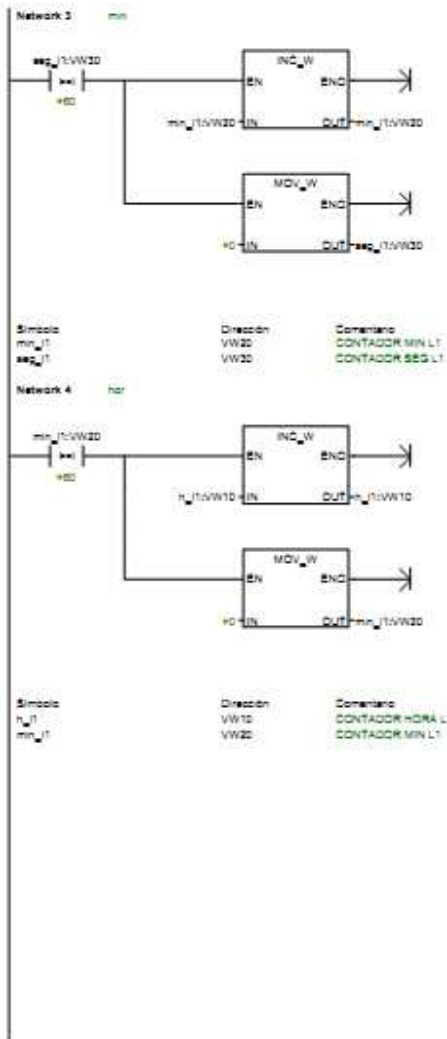 Network 3 min
seg_l1:VW30
>=I
+60
INC_W
EN ENO
min_l1:VW20 IN OUT min_l1:VW20
MOV_W
EN ENO
+0 IN OUT seg_l1:VW30
Símbolo Dirección Comentario
min_l1 VW20 CONTADOR MIN L1
seg_l1 VW30 CONTADOR SEG L1
Network 4 hor
min_l1:VW20
>=I
+60
INC_W
EN ENO
h_l1:VW10 IN OUT h_l1:VW10
MOV_W
EN ENO
+0 IN OUT min_l1:VW20
Símbolo Dirección Comentario
h_l1 VW10 CONTADOR HORA L
min_l1 VW20 CONTADOR MIN L1